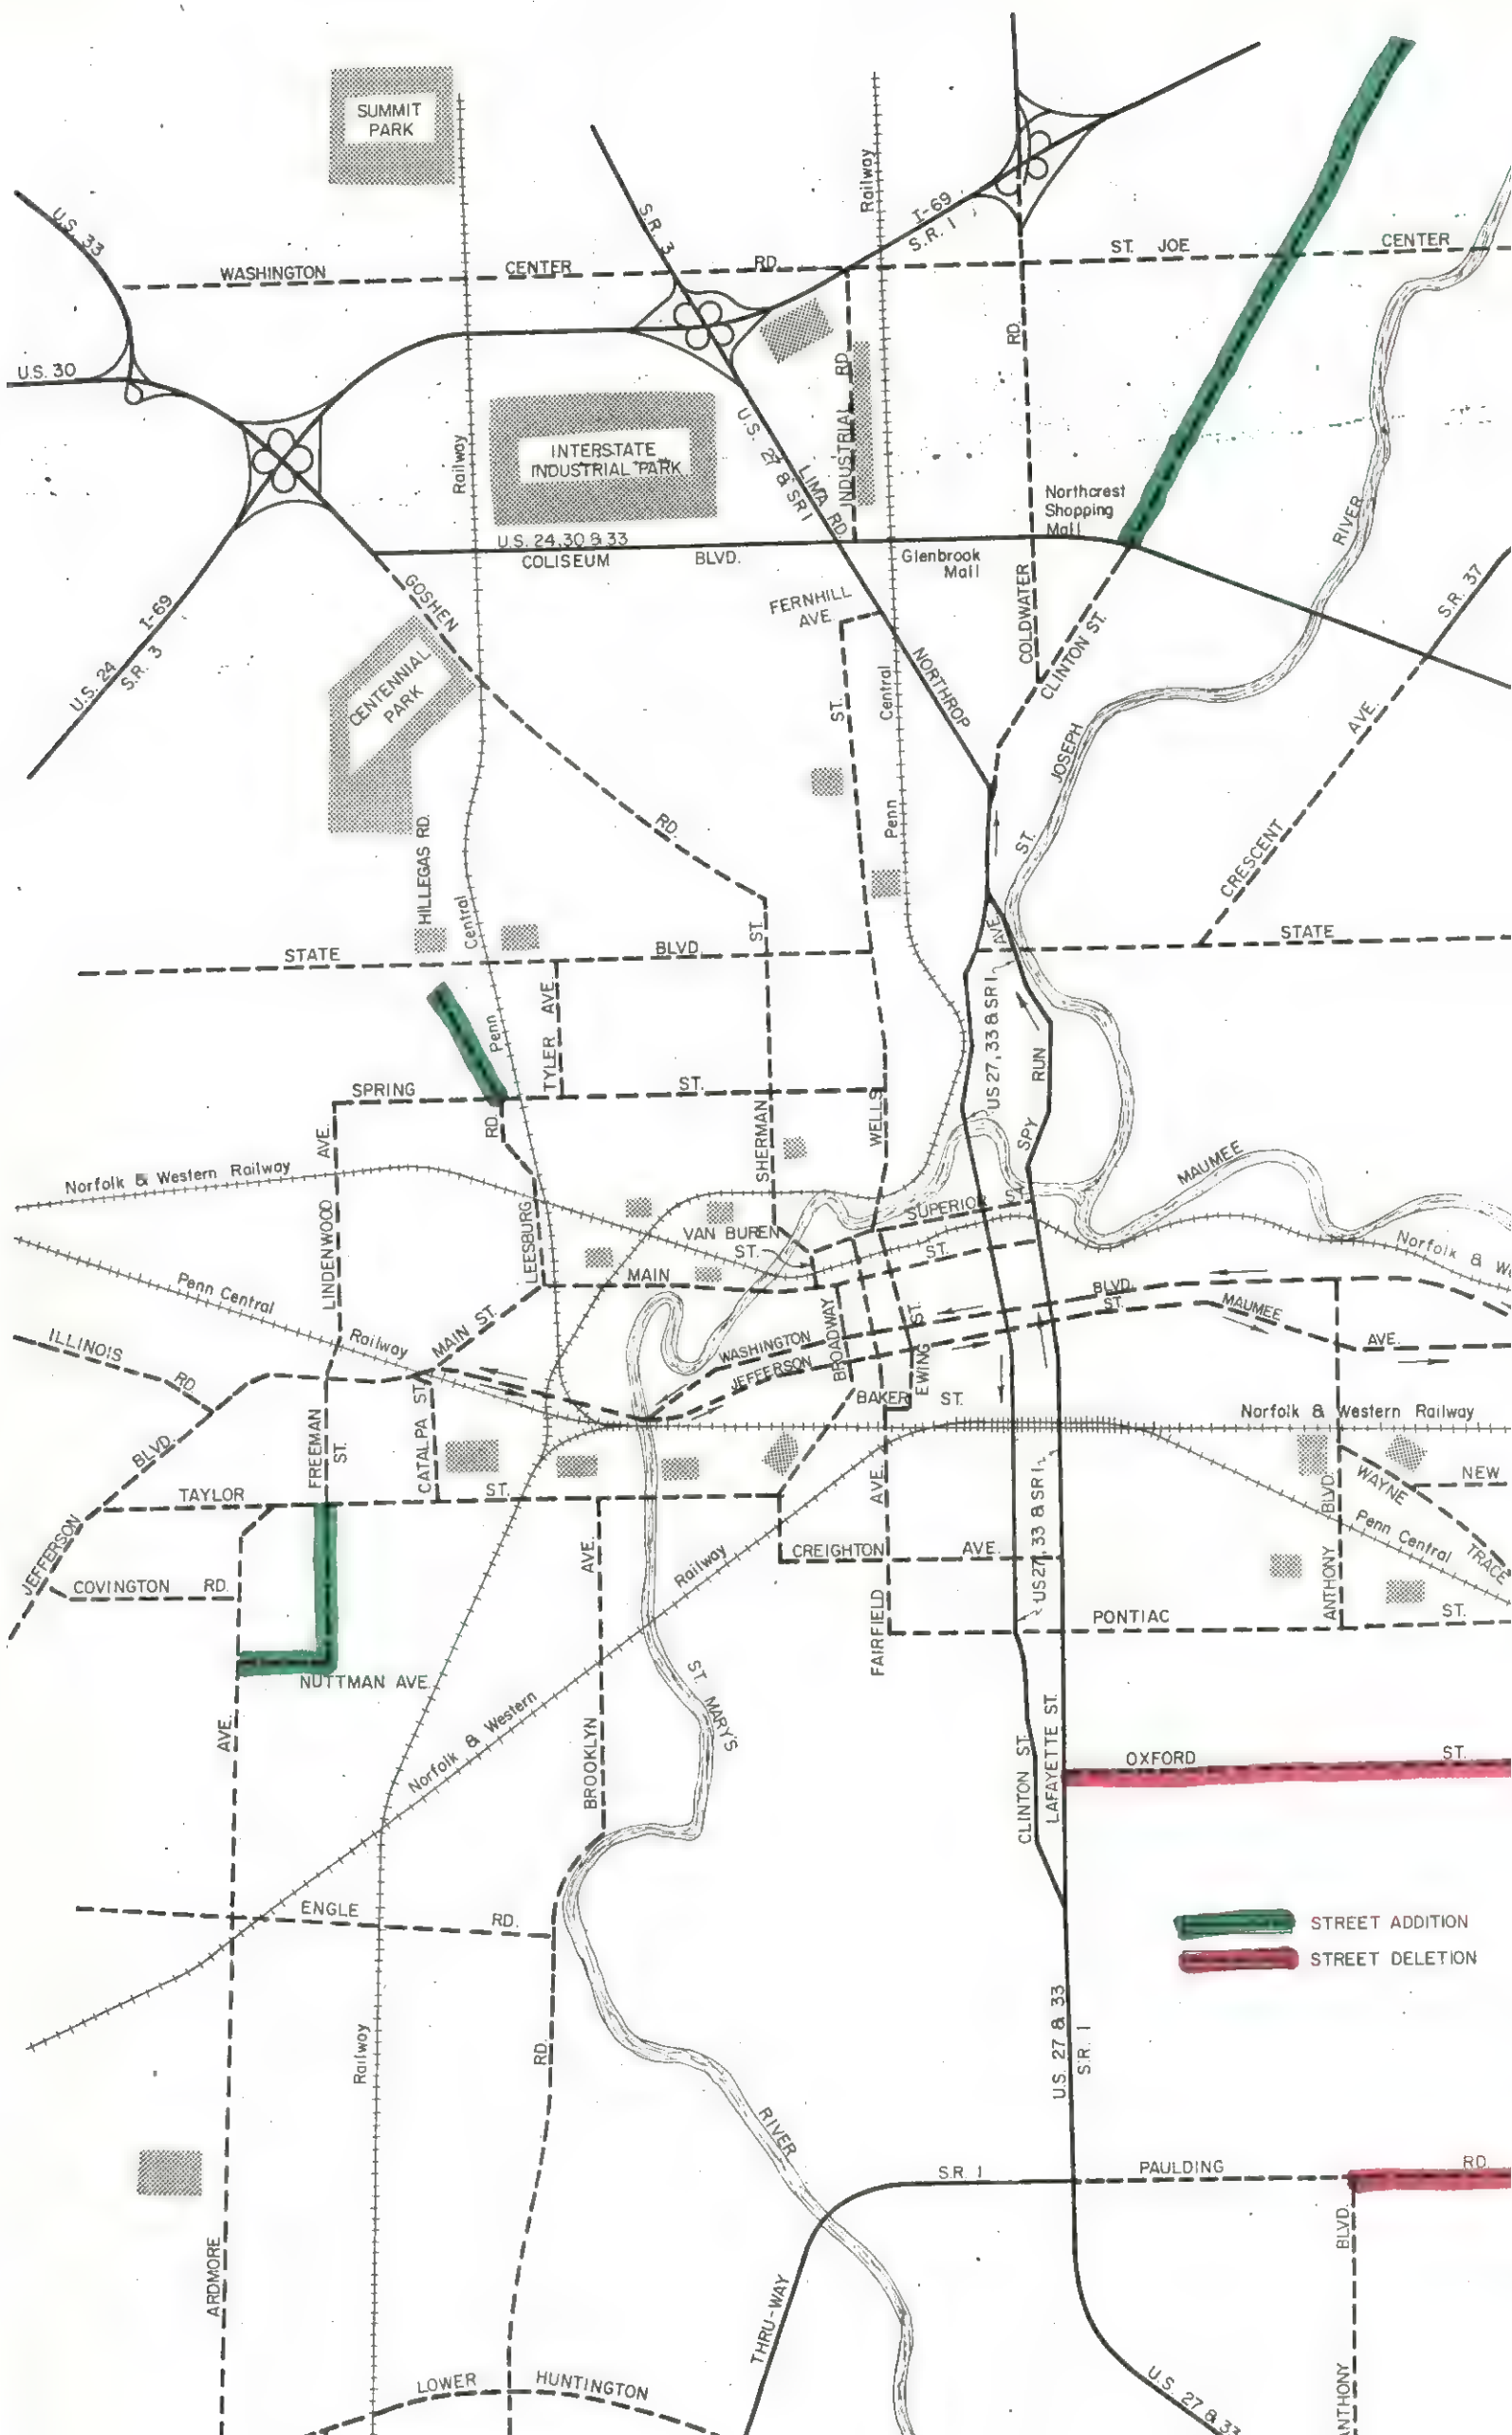 SUMMIT
PARK
U.S. 33
S.R. 3
Railway
I-69
S.R. 1
WASHINGTON
CENTER
RD.
ST. JOE
CENTER
U.S. 30
RD.
INDUSTRIAL RD
Railway
INTERSTATE
INDUSTRIAL PARK
U.S. 27 & SR 1
LIMA RD.
Northcrest
Shopping
Mall
RIVER
U.S. 24,30 & 33
COLISEUM
BLVD.
Glenbrook
Mall
S.R. 37
GOSHEN
FERNHILL
AVE
COLDWATER
CLINTON ST.
I-69
U.S. 24
S.R. 3
CENTENNIAL
PARK
NORTHROP
Central
ST.
AVE.
JOSEPH
RD.
Penn
ST.
HILLEGAS RD.
CRESCENT
Central
STATE
BLVD.
ST.
AVE.
STATE
US 27, 33 & SR 1
Penn
TYLER AVE.
RUN
SPRING
ST.
RD.
AVE.
SHERMAN
WELLS
SPY
Norfolk & Western Railway
MAUMEE
LINDENWOOD
LEESBURG
VAN BUREN
ST.
SUPERIOR ST.
ST.
Norfolk & We
Penn Central
MAIN
BLVD.
ST.
MAUMEE
Railway
MAIN ST.
BROADWAY
ST.
WASHINGTON
AVE.
ILLINOIS
RD.
JEFFERSON
EWING
BAKER
ST.
CATALPA ST.
Norfolk & Western Railway
BLVD.
FREEMAN
ST.
TAYLOR
ST.
AVE.
US 27, 33 & SR 1
BLVD.
WAYNE
NEW
TRACE
Penn Central
JEFFERSON
COVINGTON RD.
AVE.
Railway
CREIGHTON
AVE.
FAIRFIELD
ANTHONY
PONTIAC
ST.
NUTTMAN AVE.
ST. MARY'S
AVE.
Norfolk & Western
BROOKLYN
CLINTON ST.
LAFAYETTE ST.
OXFORD
ST.
ENGLE
RD.
STREET ADDITION
STREET DELETION
Railway
RD.
U.S. 27 & 33
S.R. 1
RIVER
S.R. 1
PAULDING
RD.
ARDMORE
BLVD.
THRU-WAY
LOWER
HUNTINGTON
U.S. 27 & 33
ANTHONY